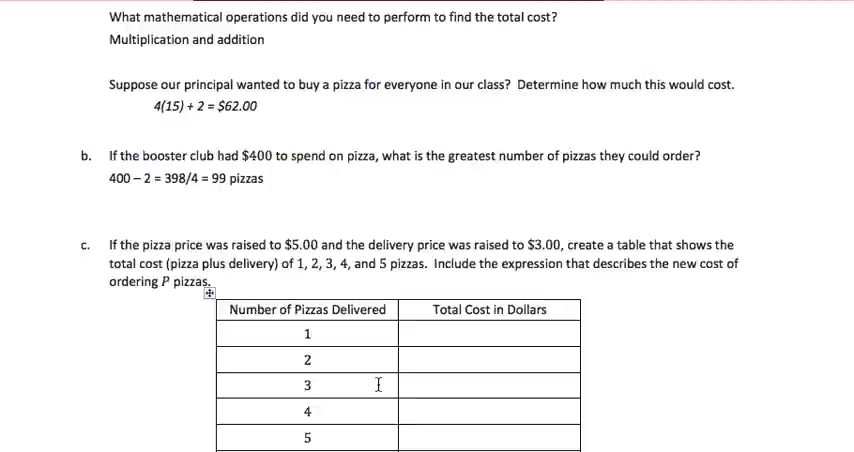 What mathematical operations did you need to perform to find the total cost?
Multiplication and addition
Suppose our principal wanted to buy a pizza for everyone in our class? Determine how much this would cost.
4(15) + 2 = $62.00
b. If the booster club had $400 to spend on pizza, what is the greatest number of pizzas they could order?
400 – 2 = 398/4 = 99 pizzas
c. If the pizza price was raised to $5.00 and the delivery price was raised to $3.00, create a table that shows the
total cost (pizza plus delivery) of 1, 2, 3, 4, and 5 pizzas. Include the expression that describes the new cost of
ordering P pizzas.
Number of Pizzas Delivered Total Cost in Dollars
1
2
3
4
5